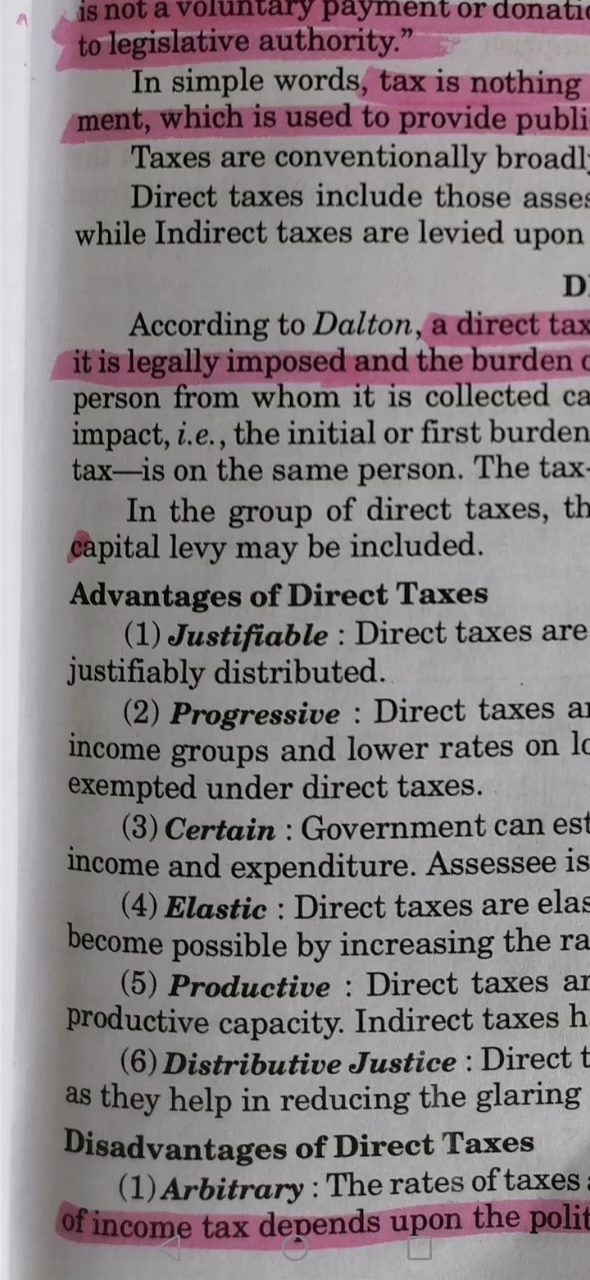 is not a voluntary payment or donatio
to legislative authority.”
In simple words, tax is nothing
ment, which is used to provide publi
Taxes are conventionally broadly
Direct taxes include those asses
while Indirect taxes are levied upon
D
According to Dalton, a direct tax
it is legally imposed and the burden o
person from whom it is collected ca
impact, i.e., the initial or first burden
tax—is on the same person. The tax-
In the group of direct taxes, th
capital levy may be included.
Advantages of Direct Taxes
(1) Justifiable : Direct taxes are
justifiably distributed.
(2) Progressive : Direct taxes ar
income groups and lower rates on lo
exempted under direct taxes.
(3) Certain : Government can est
income and expenditure. Assessee is
(4) Elastic : Direct taxes are elas
become possible by increasing the ra
(5) Productive : Direct taxes ar
productive capacity. Indirect taxes h
(6) Distributive Justice : Direct t
as they help in reducing the glaring
Disadvantages of Direct Taxes
(1) Arbitrary : The rates of taxes
of income tax depends upon the polit